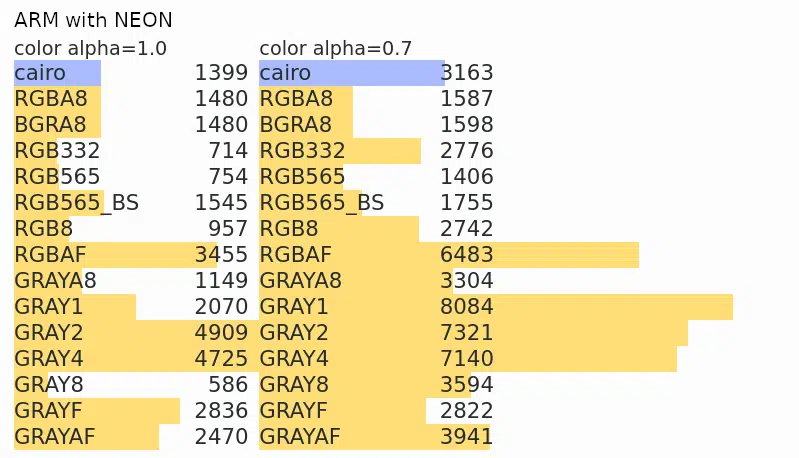 ARM with NEON
color alpha=1.0 color alpha=0.7
cairo 1399 cairo 3163
RGBA8 1480 RGBA8 1587
BGRA8 1480 BGRA8 1598
RGB332 714 RGB332 2776
RGB565 754 RGB565 1406
RGB565_BS 1545 RGB565_BS 1755
RGB8 957 RGB8 2742
RGBAF 3455 RGBAF 6483
GRAYA8 1149 GRAYA8 3304
GRAY1 2070 GRAY1 8084
GRAY2 4909 GRAY2 7321
GRAY4 4725 GRAY4 7140
GRAY8 586 GRAY8 3594
GRAYF 2836 GRAYF 2822
GRAYAF 2470 GRAYAF 3941